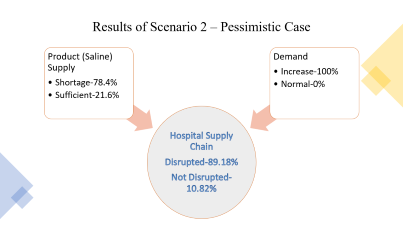 Results of Scenario 2 – Pessimistic Case
Product (Saline)
Supply
• Shortage-78.4%
• Sufficient-21.6%
Demand
• Increase-100%
• Normal-0%
Hospital Supply
Chain
Disrupted-89.18%
Not Disrupted-
10.82%